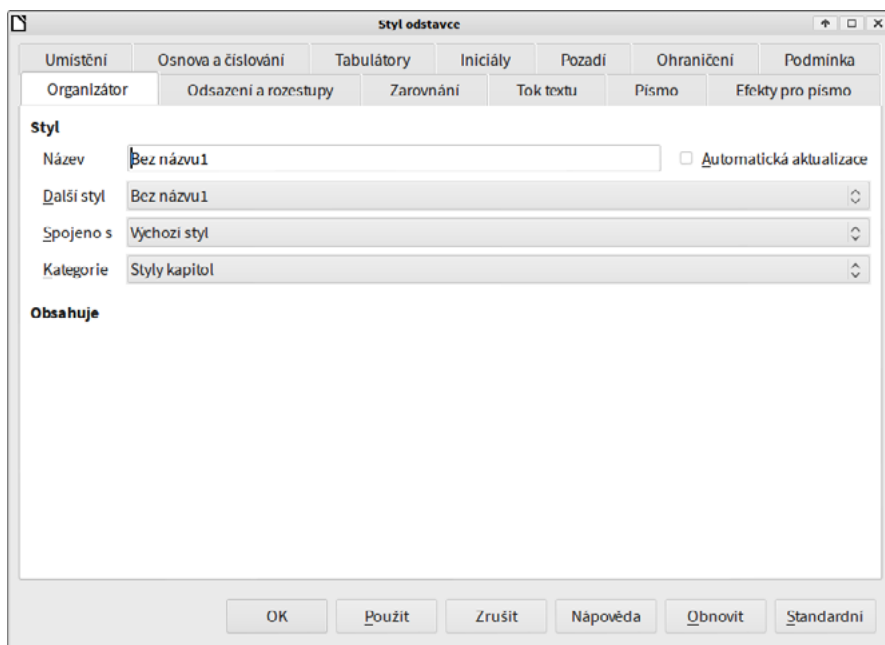 Styl odstavce
Umístění Osnova a číslování Tabulátory Iniciály Pozadí Ohraničení Podmínka
Organizátor Odsazení a rozestupy Zarovnání Tok textu Písmo Efekty pro písmo
Styl
Název Bez názvu1 Automatická aktualizace
Další styl Bez názvu1
Spojeno s Výchozí styl
Kategorie Styly kapitol
Obsahuje
OK Použít Zrušit Nápověda Obnovit Standardní